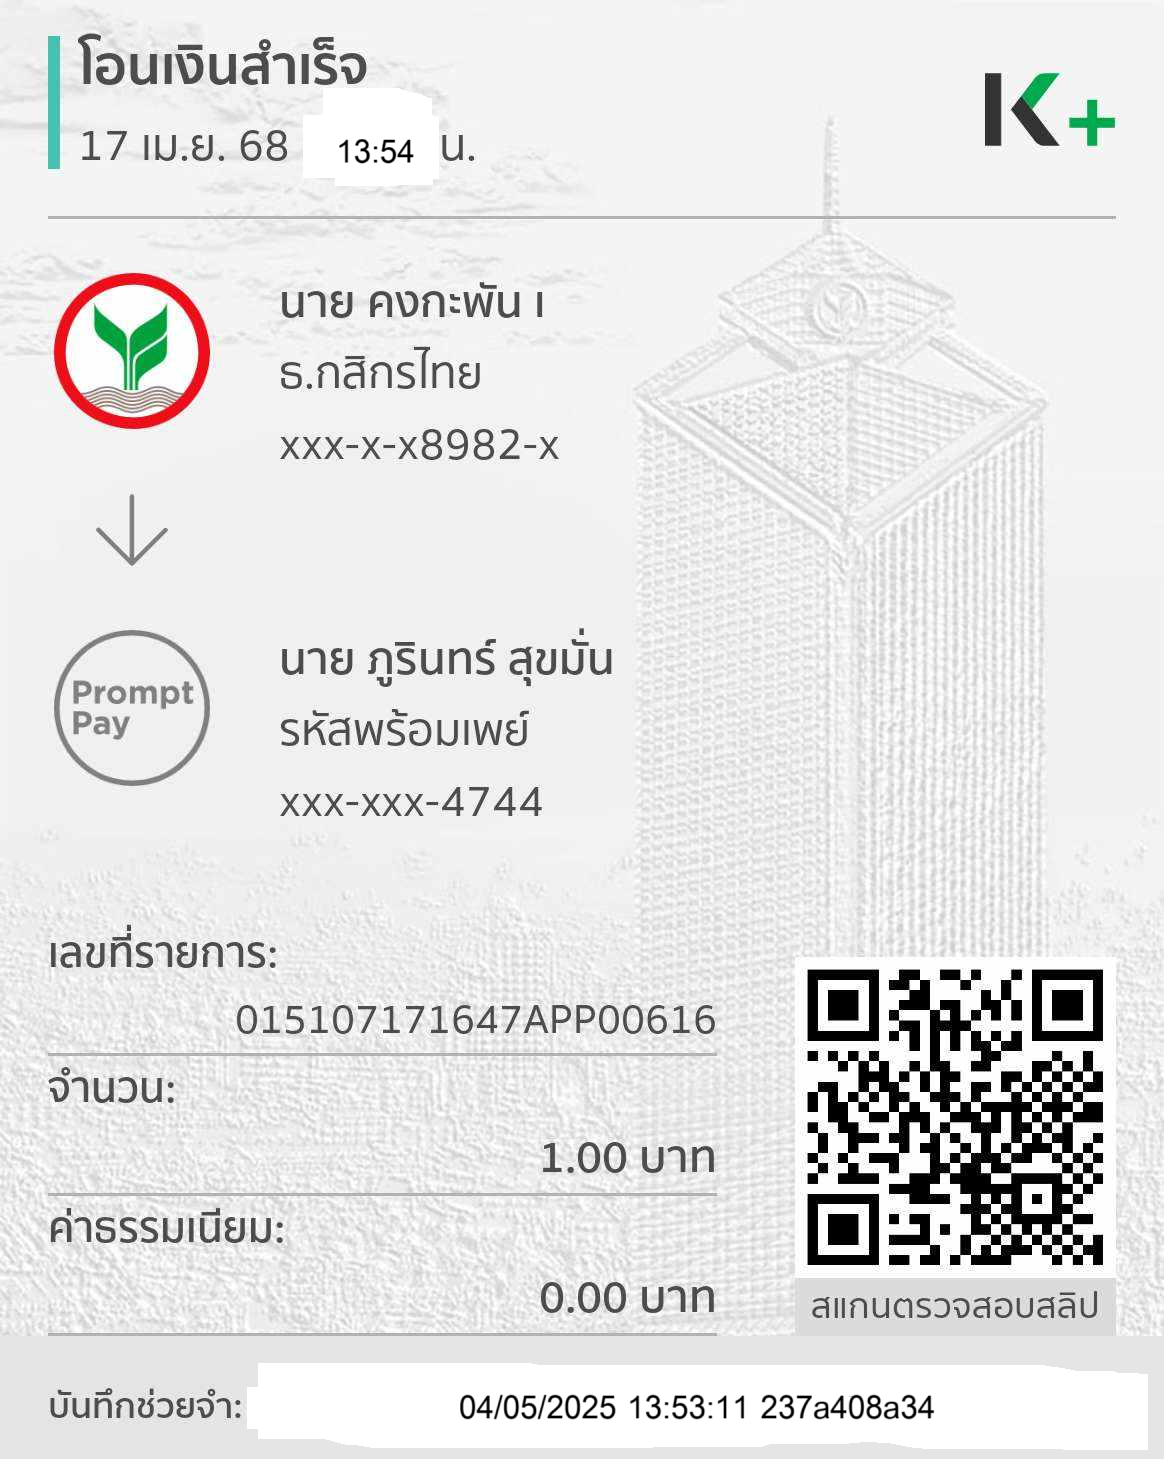 โอนเงินสำเร็จ
17 เม.ย. 68 13:54 น.
K+
นาย คงกะพัน เ
ธ.กสิกรไทย
xxx-x-x8982-x
Prompt
Pay
นาย ภูรินทร์ สุขมั่น
รหัสพร้อมเพย์
xxx-xxx-4744
เลขที่รายการ:
015107171647APP00616
จำนวน:
1.00 บาท
ค่าธรรมเนียม:
0.00 บาท
สแกนตรวจสอบสลิป
บันทึกช่วยจำ: 04/05/2025 13:53:11 237a408a34